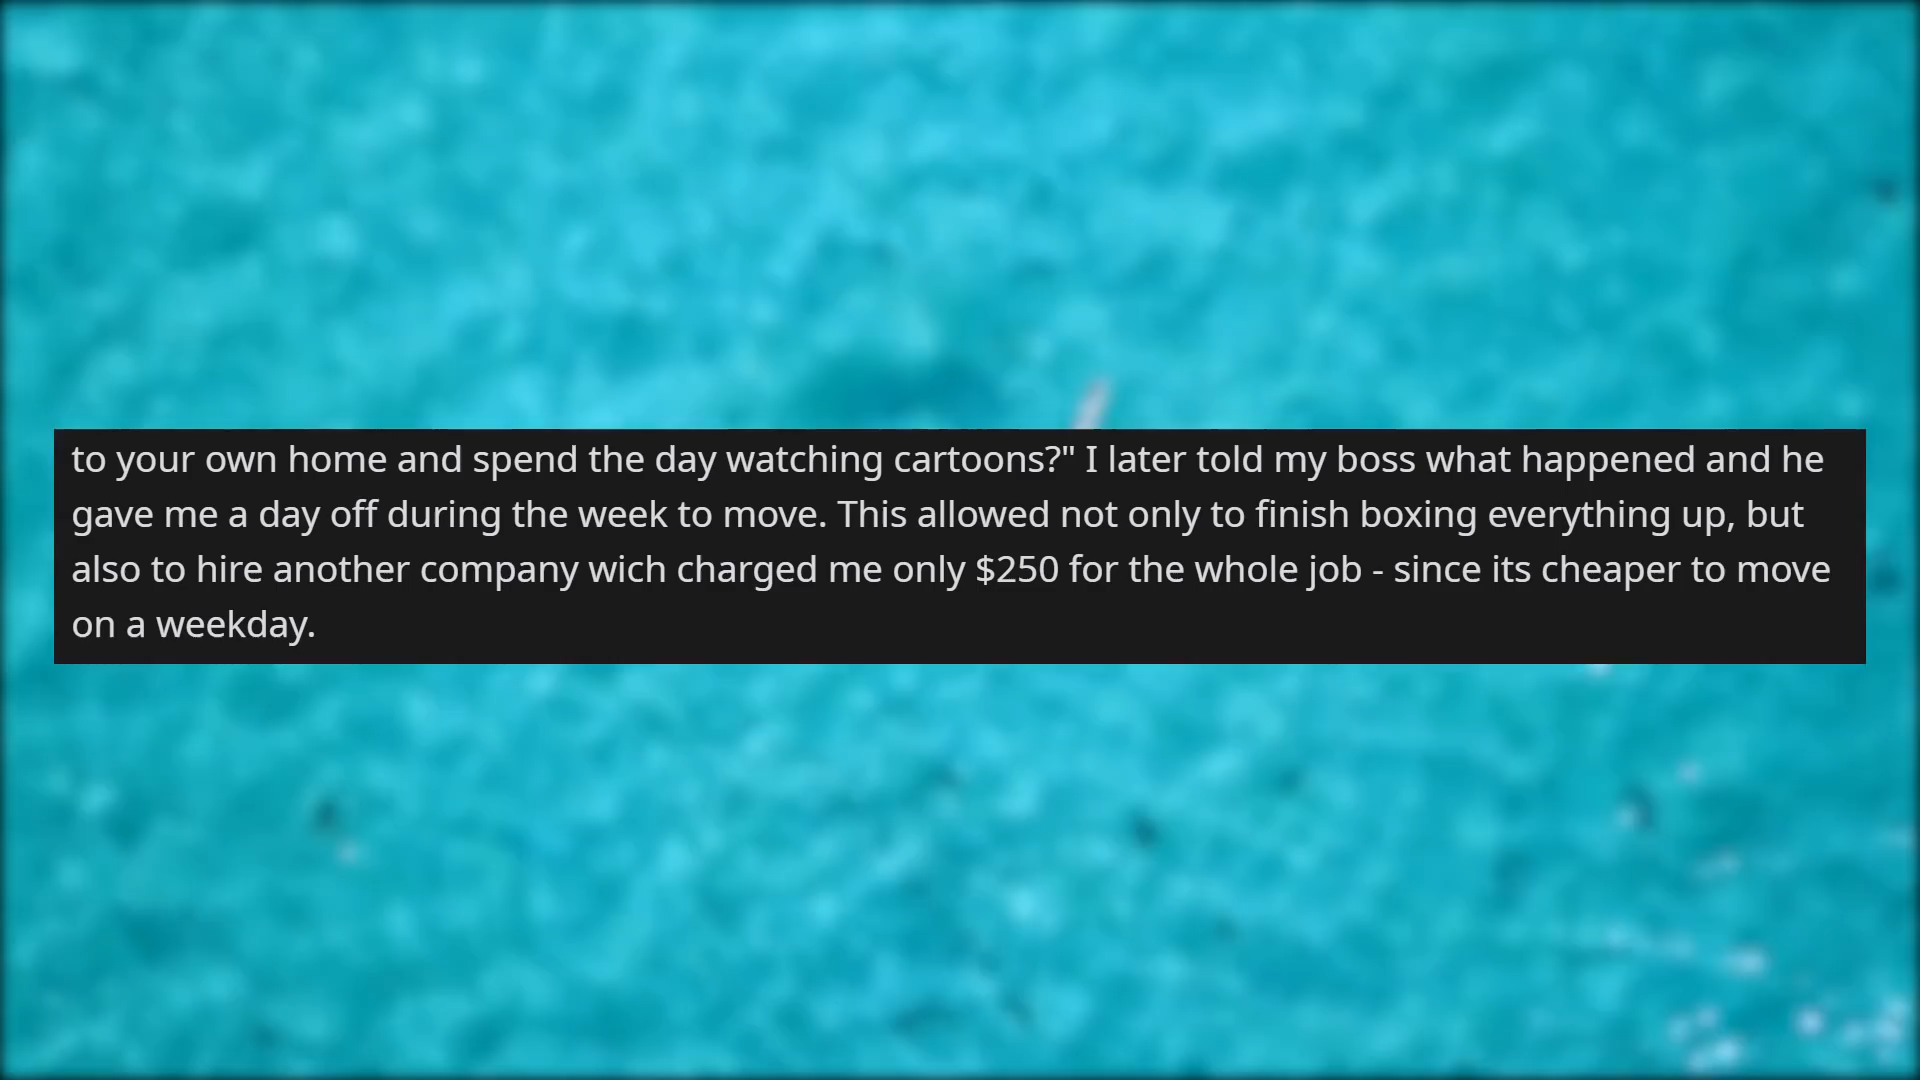 to your own home and spend the day watching cartoons?" I later told my boss what happened and he
gave me a day off during the week to move. This allowed not only to finish boxing everything up, but
also to hire another company wich charged me only $250 for the whole job - since its cheaper to move
on a weekday.